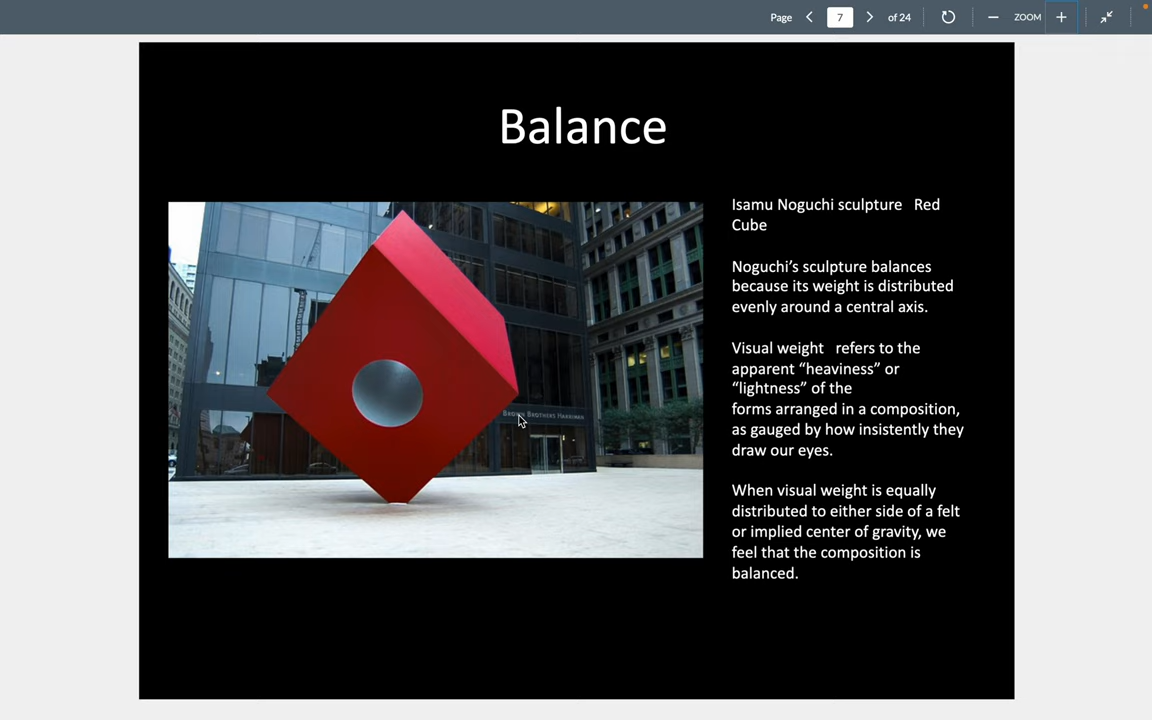 Page 7 of 24 ZOOM
Balance
Isamu Noguchi sculpture   Red
Cube
Noguchi’s sculpture balances
because its weight is distributed
evenly around a central axis.
Visual weight   refers to the
apparent “heaviness” or
“lightness” of the
forms arranged in a composition,
as gauged by how insistently they
draw our eyes.
When visual weight is equally
distributed to either side of a felt
or implied center of gravity, we
feel that the composition is
balanced.
BROWN BROTHERS HARRIMAN